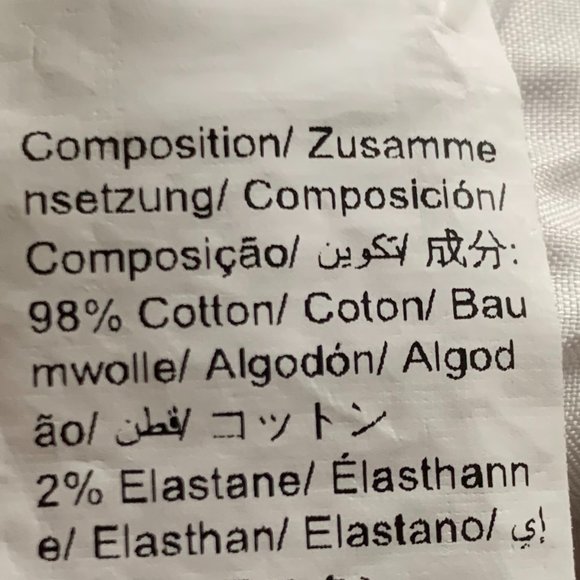 Composition/ Zusamme
nsetzung/ Composición/
Composição/ تكوين/ 成分:
98% Cotton/ Coton/ Bau
mwolle/ Algodón/ Algod
ão/ قطن/ コットン
2% Elastane/ Élasthann
e/ Elasthan/ Elastano/ إي